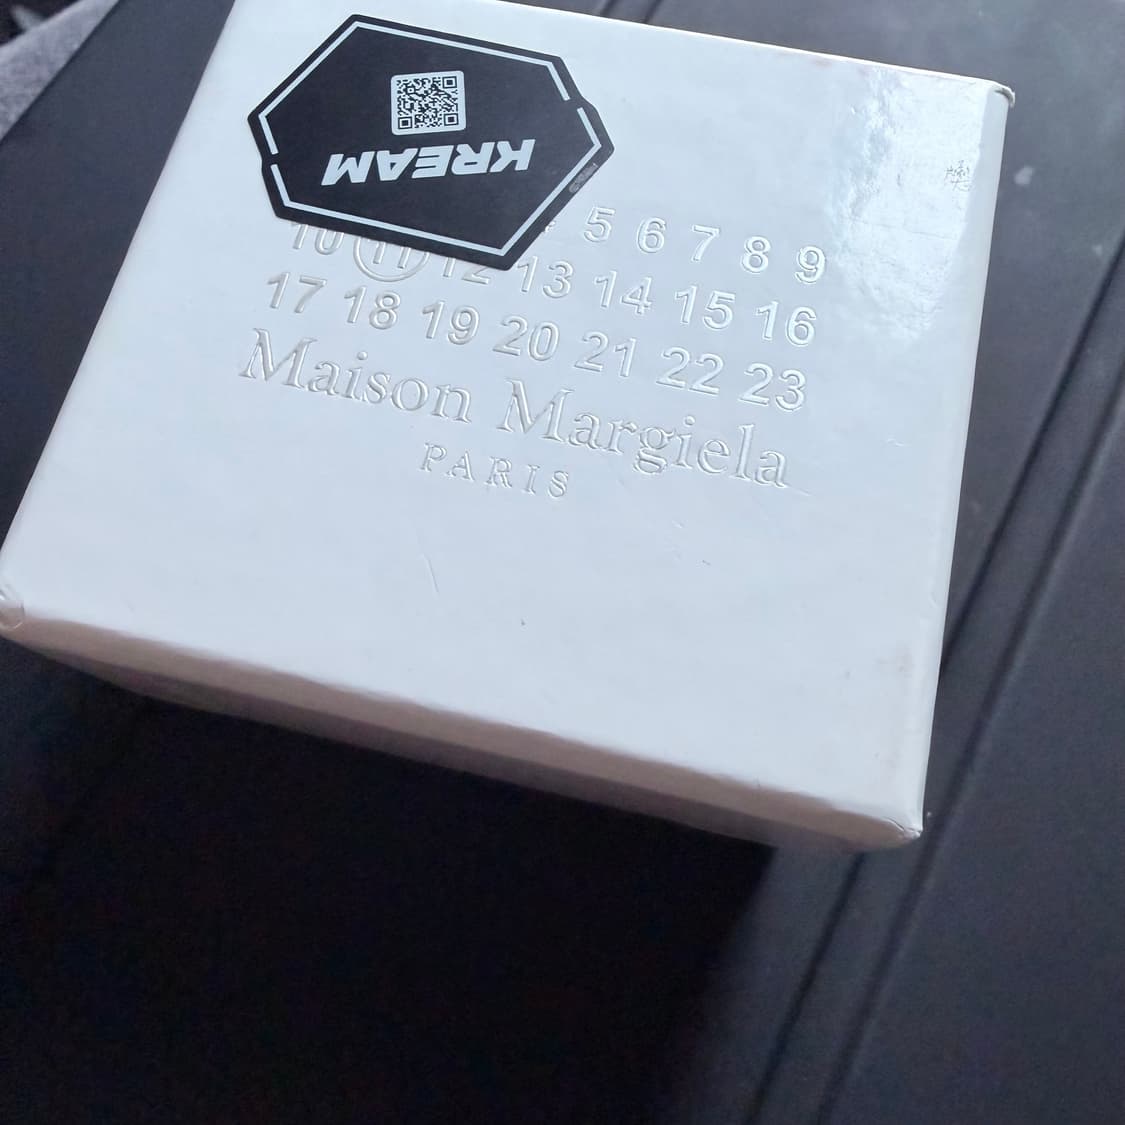 KREAM
5 6 7 8 9
10 11 12 13 14 15 16
17 18 19 20 21 22 23
Maison Margiela
PARIS